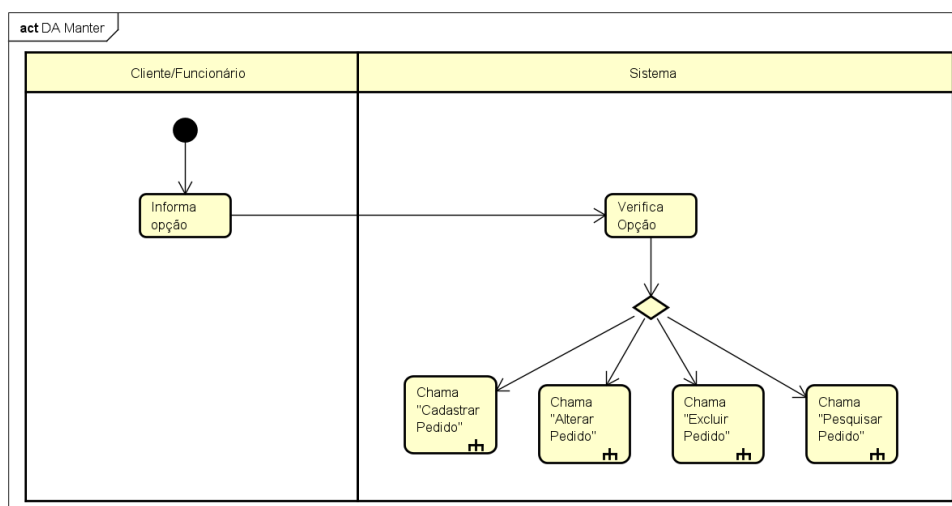 act DA Manter
Cliente/Funcionário
Sistema
Informa
opção
Verifica
Opção
Chama
"Cadastrar
Pedido"
Chama
"Alterar
Pedido"
Chama
"Excluir
Pedido"
Chama
"Pesquisar
Pedido"